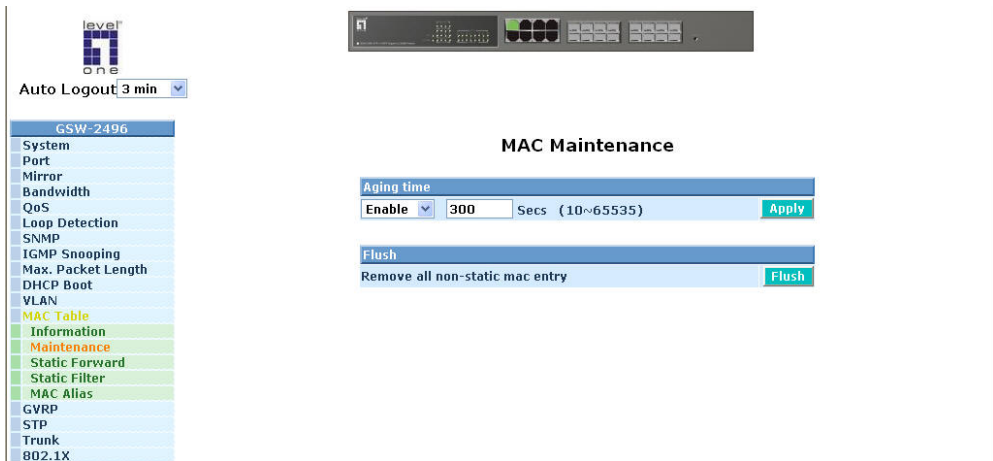 level
one
Auto Logout 3 min
GSW-2496
System
Port
Mirror
Bandwidth
QoS
Loop Detection
SNMP
IGMP Snooping
Max. Packet Length
DHCP Boot
VLAN
MAC Table
Information
Maintenance
Static Forward
Static Filter
MAC Alias
GVRP
STP
Trunk
802.1X
MAC Maintenance
Aging time
Enable 300 Secs (10~65535) Apply
Flush
Remove all non-static mac entry Flush